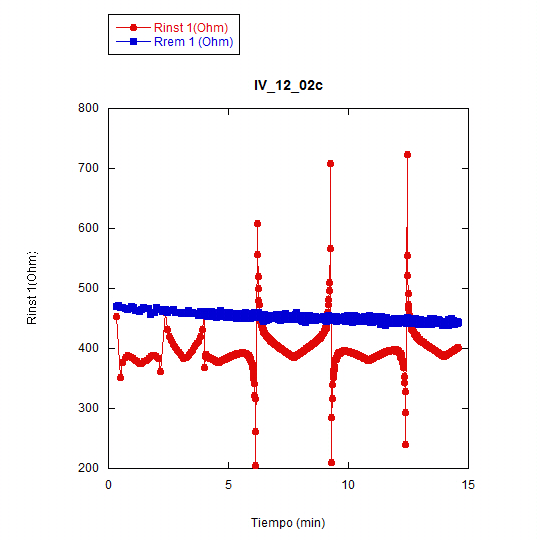 Rinst 1(Ohm)
Rrem 1 (Ohm)
IV_12_02c
800
700
600
500
400
300
200
Rinst 1(Ohm)
0
5
10
15
Tiempo (min)